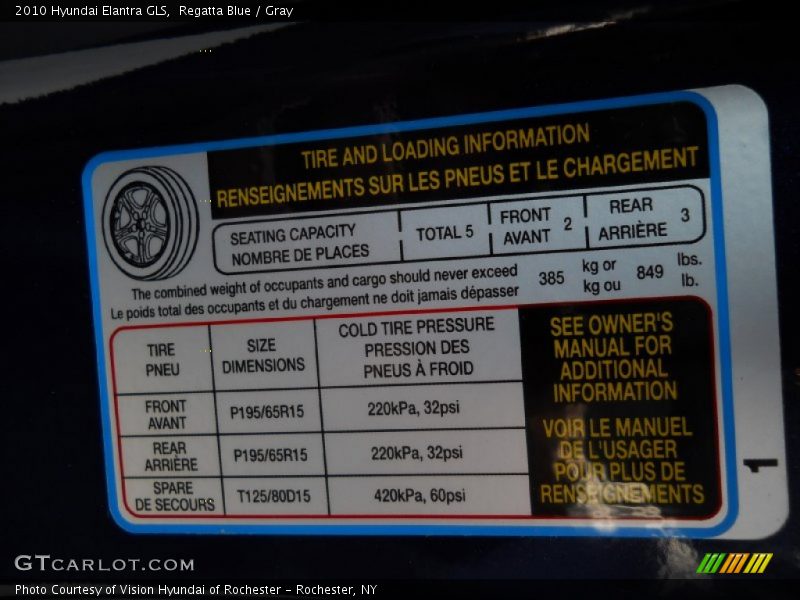 2010 Hyundai Elantra GLS, Regatta Blue / Gray
TIRE AND LOADING INFORMATION
RENSEIGNEMENTS SUR LES PNEUS ET LE CHARGEMENT
SEATING CAPACITY
NOMBRE DE PLACES
TOTAL 5
FRONT
AVANT
2
REAR
ARRIÈRE
3
The combined weight of occupants and cargo should never exceed
Le poids total des occupants et du chargement ne doit jamais dépasser
385
kg or
kg ou
849
lbs.
lb.
TIRE
PNEU
SIZE
DIMENSIONS
COLD TIRE PRESSURE
PRESSION DES
PNEUS À FROID
FRONT
AVANT
P195/65R15
220kPa, 32psi
REAR
ARRIÈRE
P195/65R15
220kPa, 32psi
SPARE
DE SECOURS
T125/80D15
420kPa, 60psi
SEE OWNER'S
MANUAL FOR
ADDITIONAL
INFORMATION
VOIR LE MANUEL
DE L'USAGER
POUR PLUS DE
RENSEIGNEMENTS
1
GTCARLOT.COM
Photo Courtesy of Vision Hyundai of Rochester - Rochester, NY